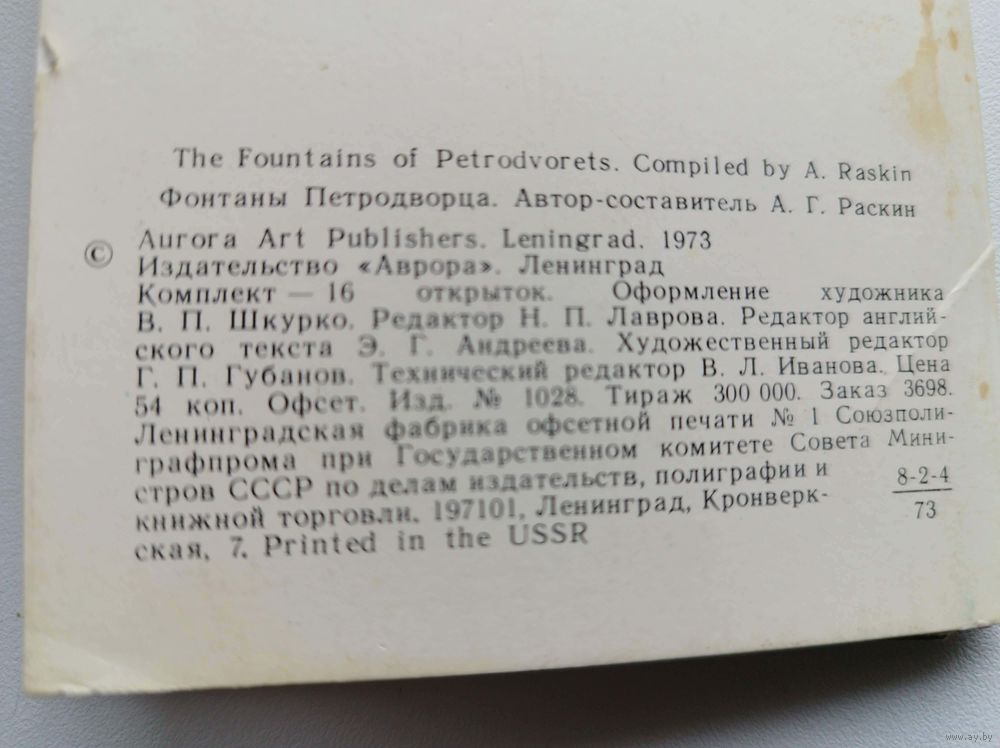 The Fountains of Petrodvorets. Compiled by A. Raskin
Фонтаны Петродворца. Автор-составитель А. Г. Раскин
© Aurora Art Publishers. Leningrad. 1973
Издательство «Аврора». Ленинград
Комплект — 16 открыток. Оформление художника
В. П. Шкурко. Редактор Н. П. Лаврова. Редактор англий-
ского текста Э. Г. Андреева. Художественный редактор
Г. П. Губанов. Технический редактор В. Л. Иванова. Цена
54 коп. Офсет. Изд. № 1028. Тираж 300 000. Заказ 3698.
Ленинградская фабрика офсетной печати № 1 Союзполи-
графпрома при Государственном комитете Совета Мини-
стров СССР по делам издательств, полиграфии и
книжной торговли. 197101, Ленинград, Кронверк-
ская, 7. Printed in the USSR
8-2-4
73
www.ay.by